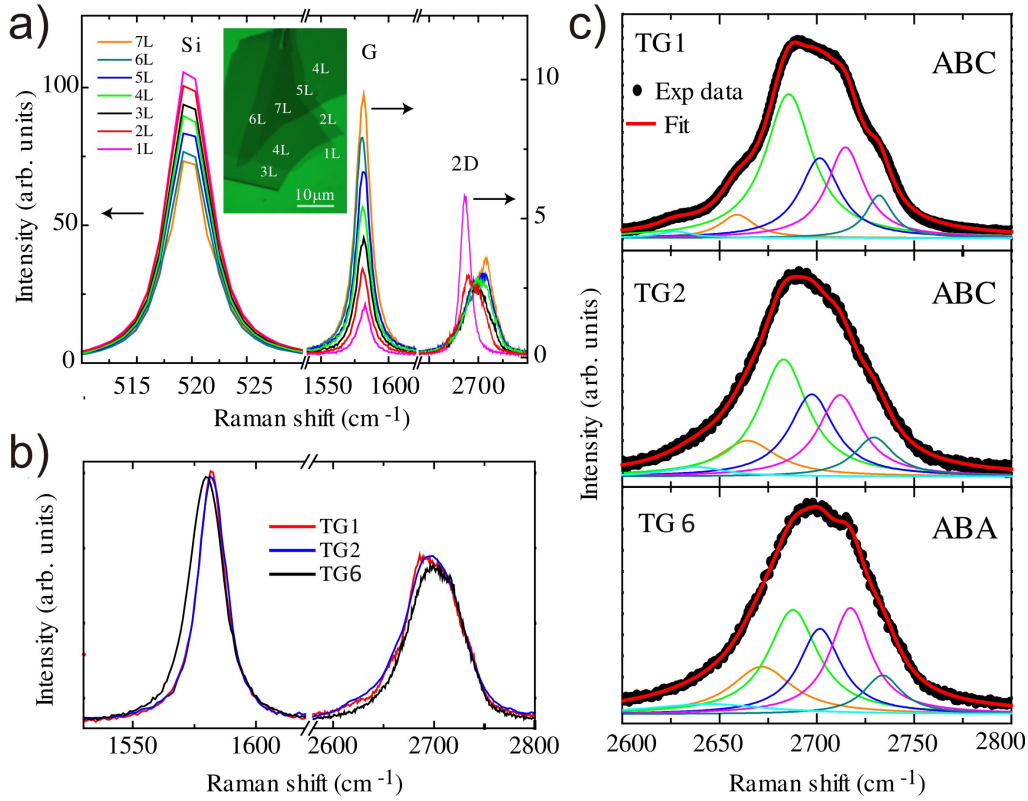 a)
Intensity (arb. units)
100
50
0
7L
6L
5L
4L
3L
2L
1L
Si
4L
5L
7L
6L
2L
4L
1L
3L
10μm
G
2D
10
5
0
515
520
525
1550
1600
2700
Raman shift (cm⁻¹)
b)
Intensity (arb. units)
TG1
TG2
TG6
1550
1600
2600
2700
2800
Raman shift (cm⁻¹)
c)
Intensity (arb. units)
TG1
ABC
Exp data
Fit
TG2
ABC
TG 6
ABA
2600
2650
2700
2750
2800
Raman shift (cm⁻¹)